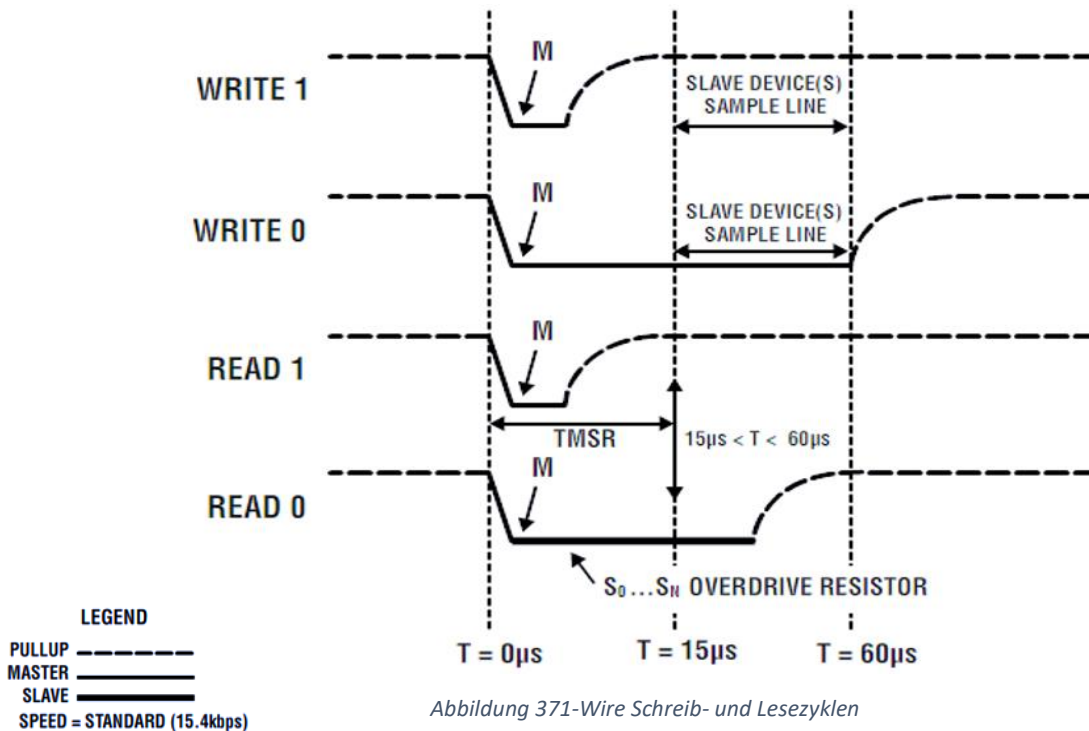 M
WRITE 1
SLAVE DEVICE(S)
SAMPLE LINE
M
WRITE 0
SLAVE DEVICE(S)
SAMPLE LINE
M
READ 1
TMSR
15µs < T < 60µs
M
READ 0
S₀...Sₙ OVERDRIVE RESISTOR
LEGEND
PULLUP
MASTER
SLAVE
SPEED = STANDARD (15.4kbps)
T = 0µs T = 15µs T = 60µs
Abbildung 371-Wire Schreib- und Lesezyklen